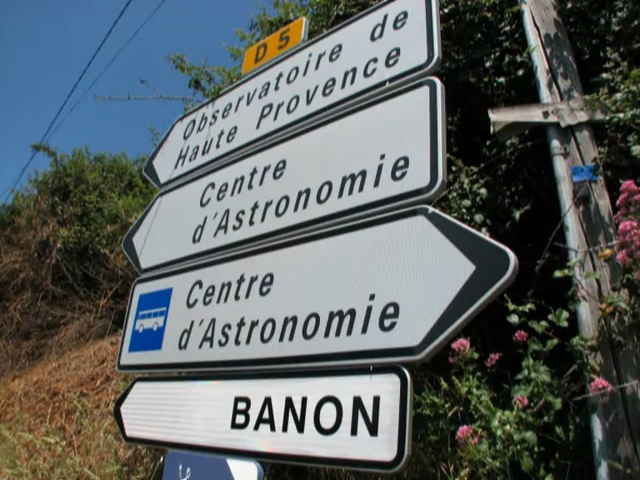 D 5
Observatoire de
Haute Provence
Centre
d'Astronomie
Centre
d'Astronomie
BANON